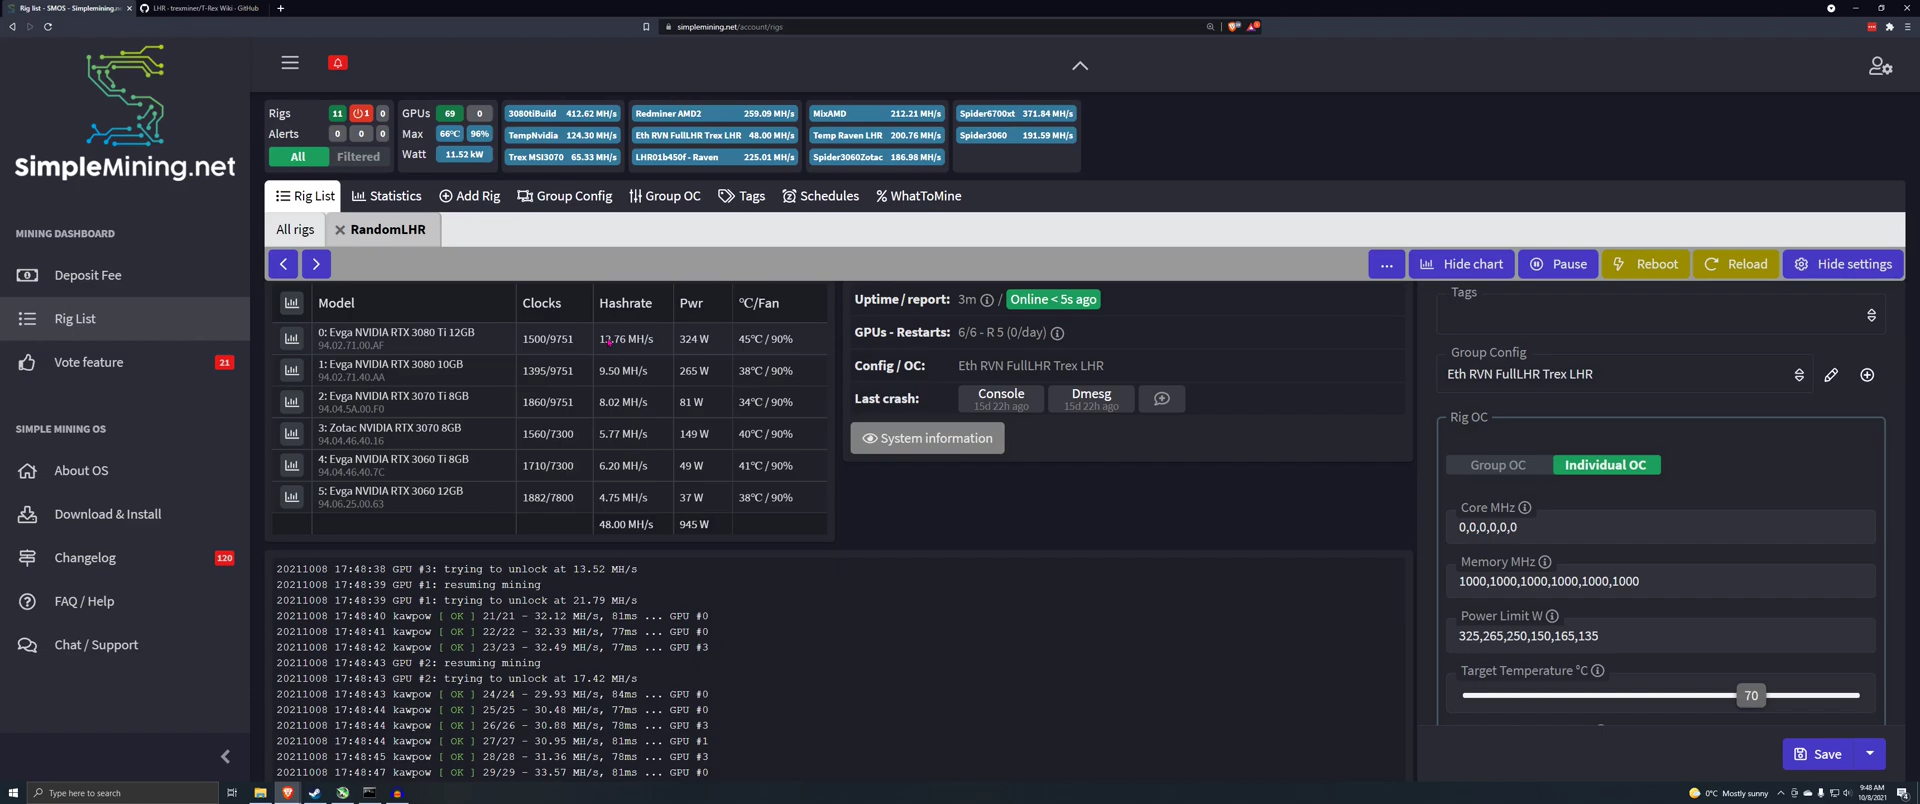 Rig list - SMOS - Simplemining.net
LHR · trexminer/T-Rex Wiki · GitHub
simplemining.net/account/rigs
SimpleMining.net
MINING DASHBOARD
Deposit Fee
Rig List
Vote feature 21
SIMPLE MINING OS
About OS
Download & Install
Changelog 120
FAQ / Help
Chat / Support
Rigs 11 1 0
Alerts 0 0 0
All Filtered
GPUs 69 0
Max 66℃ 96%
Watt 11.52 kW
3080tiBuild 412.62 MH/s
TempNvidia 124.30 MH/s
Trex MSI3070 65.33 MH/s
Redminer AMD2 259.09 MH/s
Eth RVN FullLHR Trex LHR 48.00 MH/s
LHR01b450f - Raven 225.01 MH/s
MixAMD 212.21 MH/s
Temp Raven LHR 200.76 MH/s
Spider3060Zotac 186.98 MH/s
Spider6700xt 371.84 MH/s
Spider3060 191.59 MH/s
Rig List Statistics Add Rig Group Config Group OC Tags Schedules WhatToMine
All rigs RandomLHR
... Hide chart Pause Reboot Reload Hide settings
Model Clocks Hashrate Pwr ℃/Fan
0: Evga NVIDIA RTX 3080 Ti 12GB 1500/9751 13.76 MH/s 324 W 45℃ / 90%
94.02.71.00.AF
1: Evga NVIDIA RTX 3080 10GB 1395/9751 9.50 MH/s 265 W 38℃ / 90%
94.02.71.40.AA
2: Evga NVIDIA RTX 3070 Ti 8GB 1860/9751 8.02 MH/s 81 W 34℃ / 90%
94.04.5A.00.F0
3: Zotac NVIDIA RTX 3070 8GB 1560/7300 5.77 MH/s 149 W 40℃ / 90%
94.04.46.40.16
4: Evga NVIDIA RTX 3060 Ti 8GB 1710/7300 6.20 MH/s 49 W 41℃ / 90%
94.04.46.40.7C
5: Evga NVIDIA RTX 3060 12GB 1882/7800 4.75 MH/s 37 W 38℃ / 90%
94.06.25.00.63
48.00 MH/s 945 W
Uptime / report: 3m / Online < 5s ago
GPUs - Restarts: 6/6 - R 5 (0/day)
Config / OC: Eth RVN FullLHR Trex LHR
Last crash: Console Dmesg
15d 22h ago 15d 22h ago
System information
20211008 17:48:38 GPU #3: trying to unlock at 13.52 MH/s
20211008 17:48:39 GPU #1: resuming mining
20211008 17:48:39 GPU #1: trying to unlock at 21.79 MH/s
20211008 17:48:40 kawpow [ OK ] 21/21 - 32.12 MH/s, 81ms ... GPU #0
20211008 17:48:41 kawpow [ OK ] 22/22 - 32.33 MH/s, 77ms ... GPU #0
20211008 17:48:42 kawpow [ OK ] 23/23 - 32.49 MH/s, 77ms ... GPU #3
20211008 17:48:43 GPU #2: resuming mining
20211008 17:48:43 GPU #2: trying to unlock at 17.42 MH/s
20211008 17:48:43 kawpow [ OK ] 24/24 - 29.93 MH/s, 84ms ... GPU #0
20211008 17:48:44 kawpow [ OK ] 25/25 - 30.48 MH/s, 77ms ... GPU #0
20211008 17:48:44 kawpow [ OK ] 26/26 - 30.88 MH/s, 78ms ... GPU #3
20211008 17:48:44 kawpow [ OK ] 27/27 - 30.95 MH/s, 81ms ... GPU #1
20211008 17:48:45 kawpow [ OK ] 28/28 - 31.36 MH/s, 78ms ... GPU #3
20211008 17:48:47 kawpow [ OK ] 29/29 - 33.57 MH/s, 81ms ... GPU #0
Tags
Group Config
Eth RVN FullLHR Trex LHR
Rig OC
Group OC Individual OC
Core MHz
0,0,0,0,0,0
Memory MHz
1000,1000,1000,1000,1000,1000
Power Limit W
325,265,250,150,165,135
Target Temperature °C
70
Save
Type here to search
0°C Mostly sunny
9:48 AM
10/8/2021